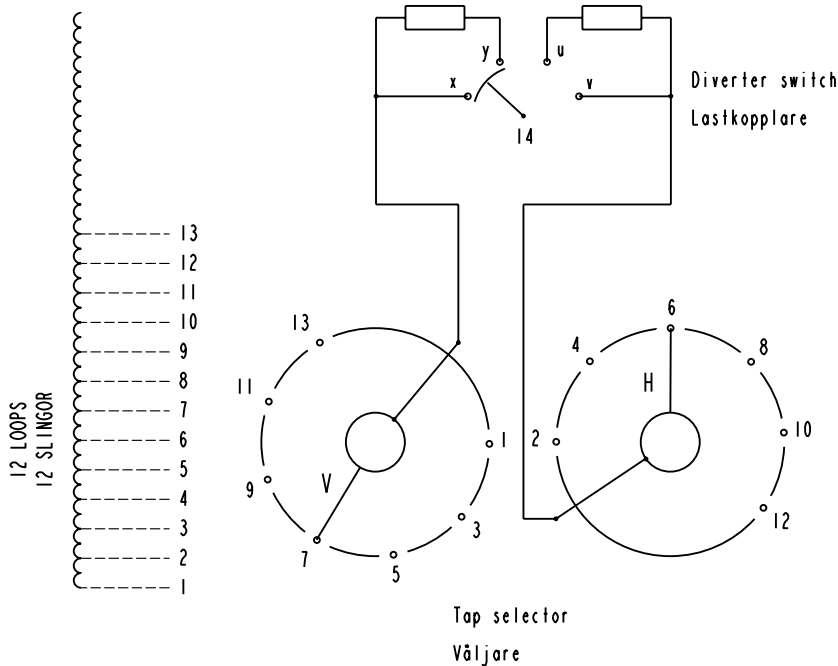 y
u
x
v
14
Diverter switch
Lastkopplare
13
12
11
10
9
8
7
6
5
4
3
2
1
12 LOOPS
12 SLINGOR
13
11
9
7
5
3
1
V
6
4
8
2
10
12
H
Tap selector
Väljare